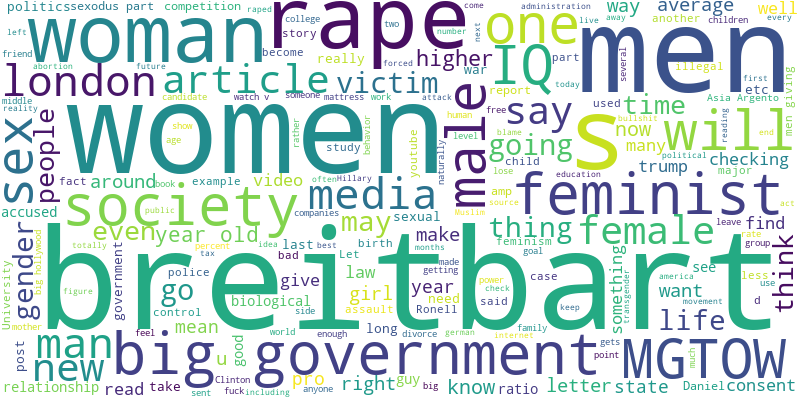 politicssexodus part competition raped college two come administration live away children every well
left friend abortion future story become number next another
woman rape one way average men
really forced war part several illegal first etc
london article victim higher IQ report used time Asia Argento men giving
middle reality candidate watch v someone mattress work attack human free say now bullshit today
women male s will
sex people show age rather study behavior youtube naturally level blame going many reading end political checking
fact around book example often Hillary video lose child trump major
accused society media feminist education act
public companies sexual amp source Muslim thing female leave find
University gender even year old may make feminism something rate group think
totally percent idea last best birth months
breitbart
big hollywood government police tax bad Let law made getting goal case see america less use
figure go biological give girl year need power check want movement transgender d
mother control side assault said Ronell keep life
man feel mean world enough long german internet family
new big government divorce gets MGTOW
post u good point much
relationship read take sent Clinton fuck including pro anyone right guy big know ratio letter state Daniel consent